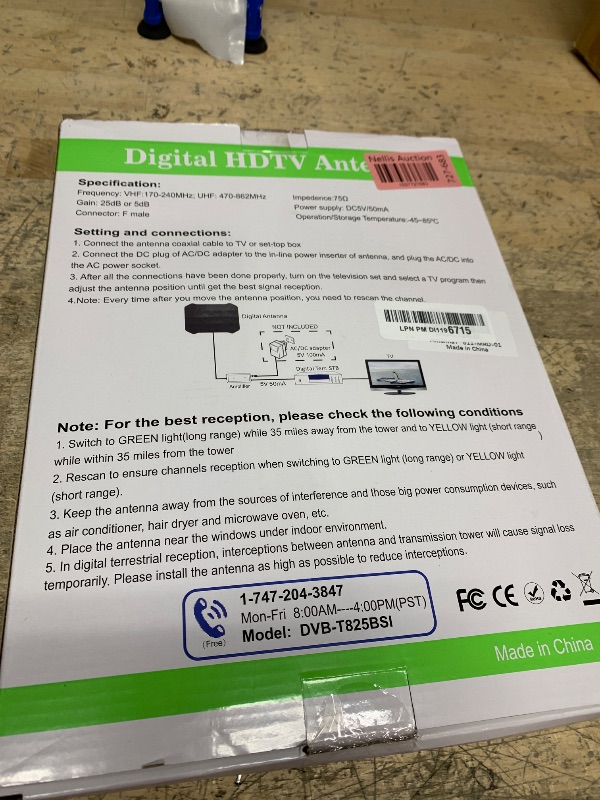 Digital HDTV Ante
Nellis Auction
727-683
Specification:
Frequency: VHF:170-240MHz; UHF: 470-862MHz
Gain: 25dB or 5dB
Connector: F male
Impedence:75Ω
Power supply: DC5V/50mA
Operation/Storage Temperature:-45~85ºC
Setting and connections:
1. Connect the antenna coaxial cable to TV or set-top box
2. Connect the DC plug of AC/DC adapter to the in-line power inserter of antenna, and plug the AC/DC into
the AC power socket.
3. After all the connections have been done properly, turn on the television set and select a TV program then
adjust the antenna position until get the best signal reception.
4.Note: Every time after you move the antenna position, you need to rescan the channel.
Digital Antenna
NOT INCLUDED
AC/DC adapter
5V 100mA
Amplifier
5V 50mA
Digital Terr. STB
TV
LPN PM DI1196715
Made in China
Note: For the best reception, please check the following conditions
1. Switch to GREEN light(long range) while 35 miles away from the tower and to YELLOW light (short range )
while within 35 miles from the tower
2. Rescan to ensure channels reception when switching to GREEN light (long range) or YELLOW light
(short range).
3. Keep the antenna away from the sources of interference and those big power consumption devices, such
as air conditioner, hair dryer and microwave oven, etc.
4. Place the antenna near the windows under indoor environment.
5. In digital terrestrial reception, interceptions between antenna and transmission tower will cause signal loss
temporarily. Please install the antenna as high as possible to reduce interceptions.
(Free)
1-747-204-3847
Mon-Fri 8:00AM----4:00PM(PST)
Model: DVB-T825BSI
FC CE
RoHS
Made in China